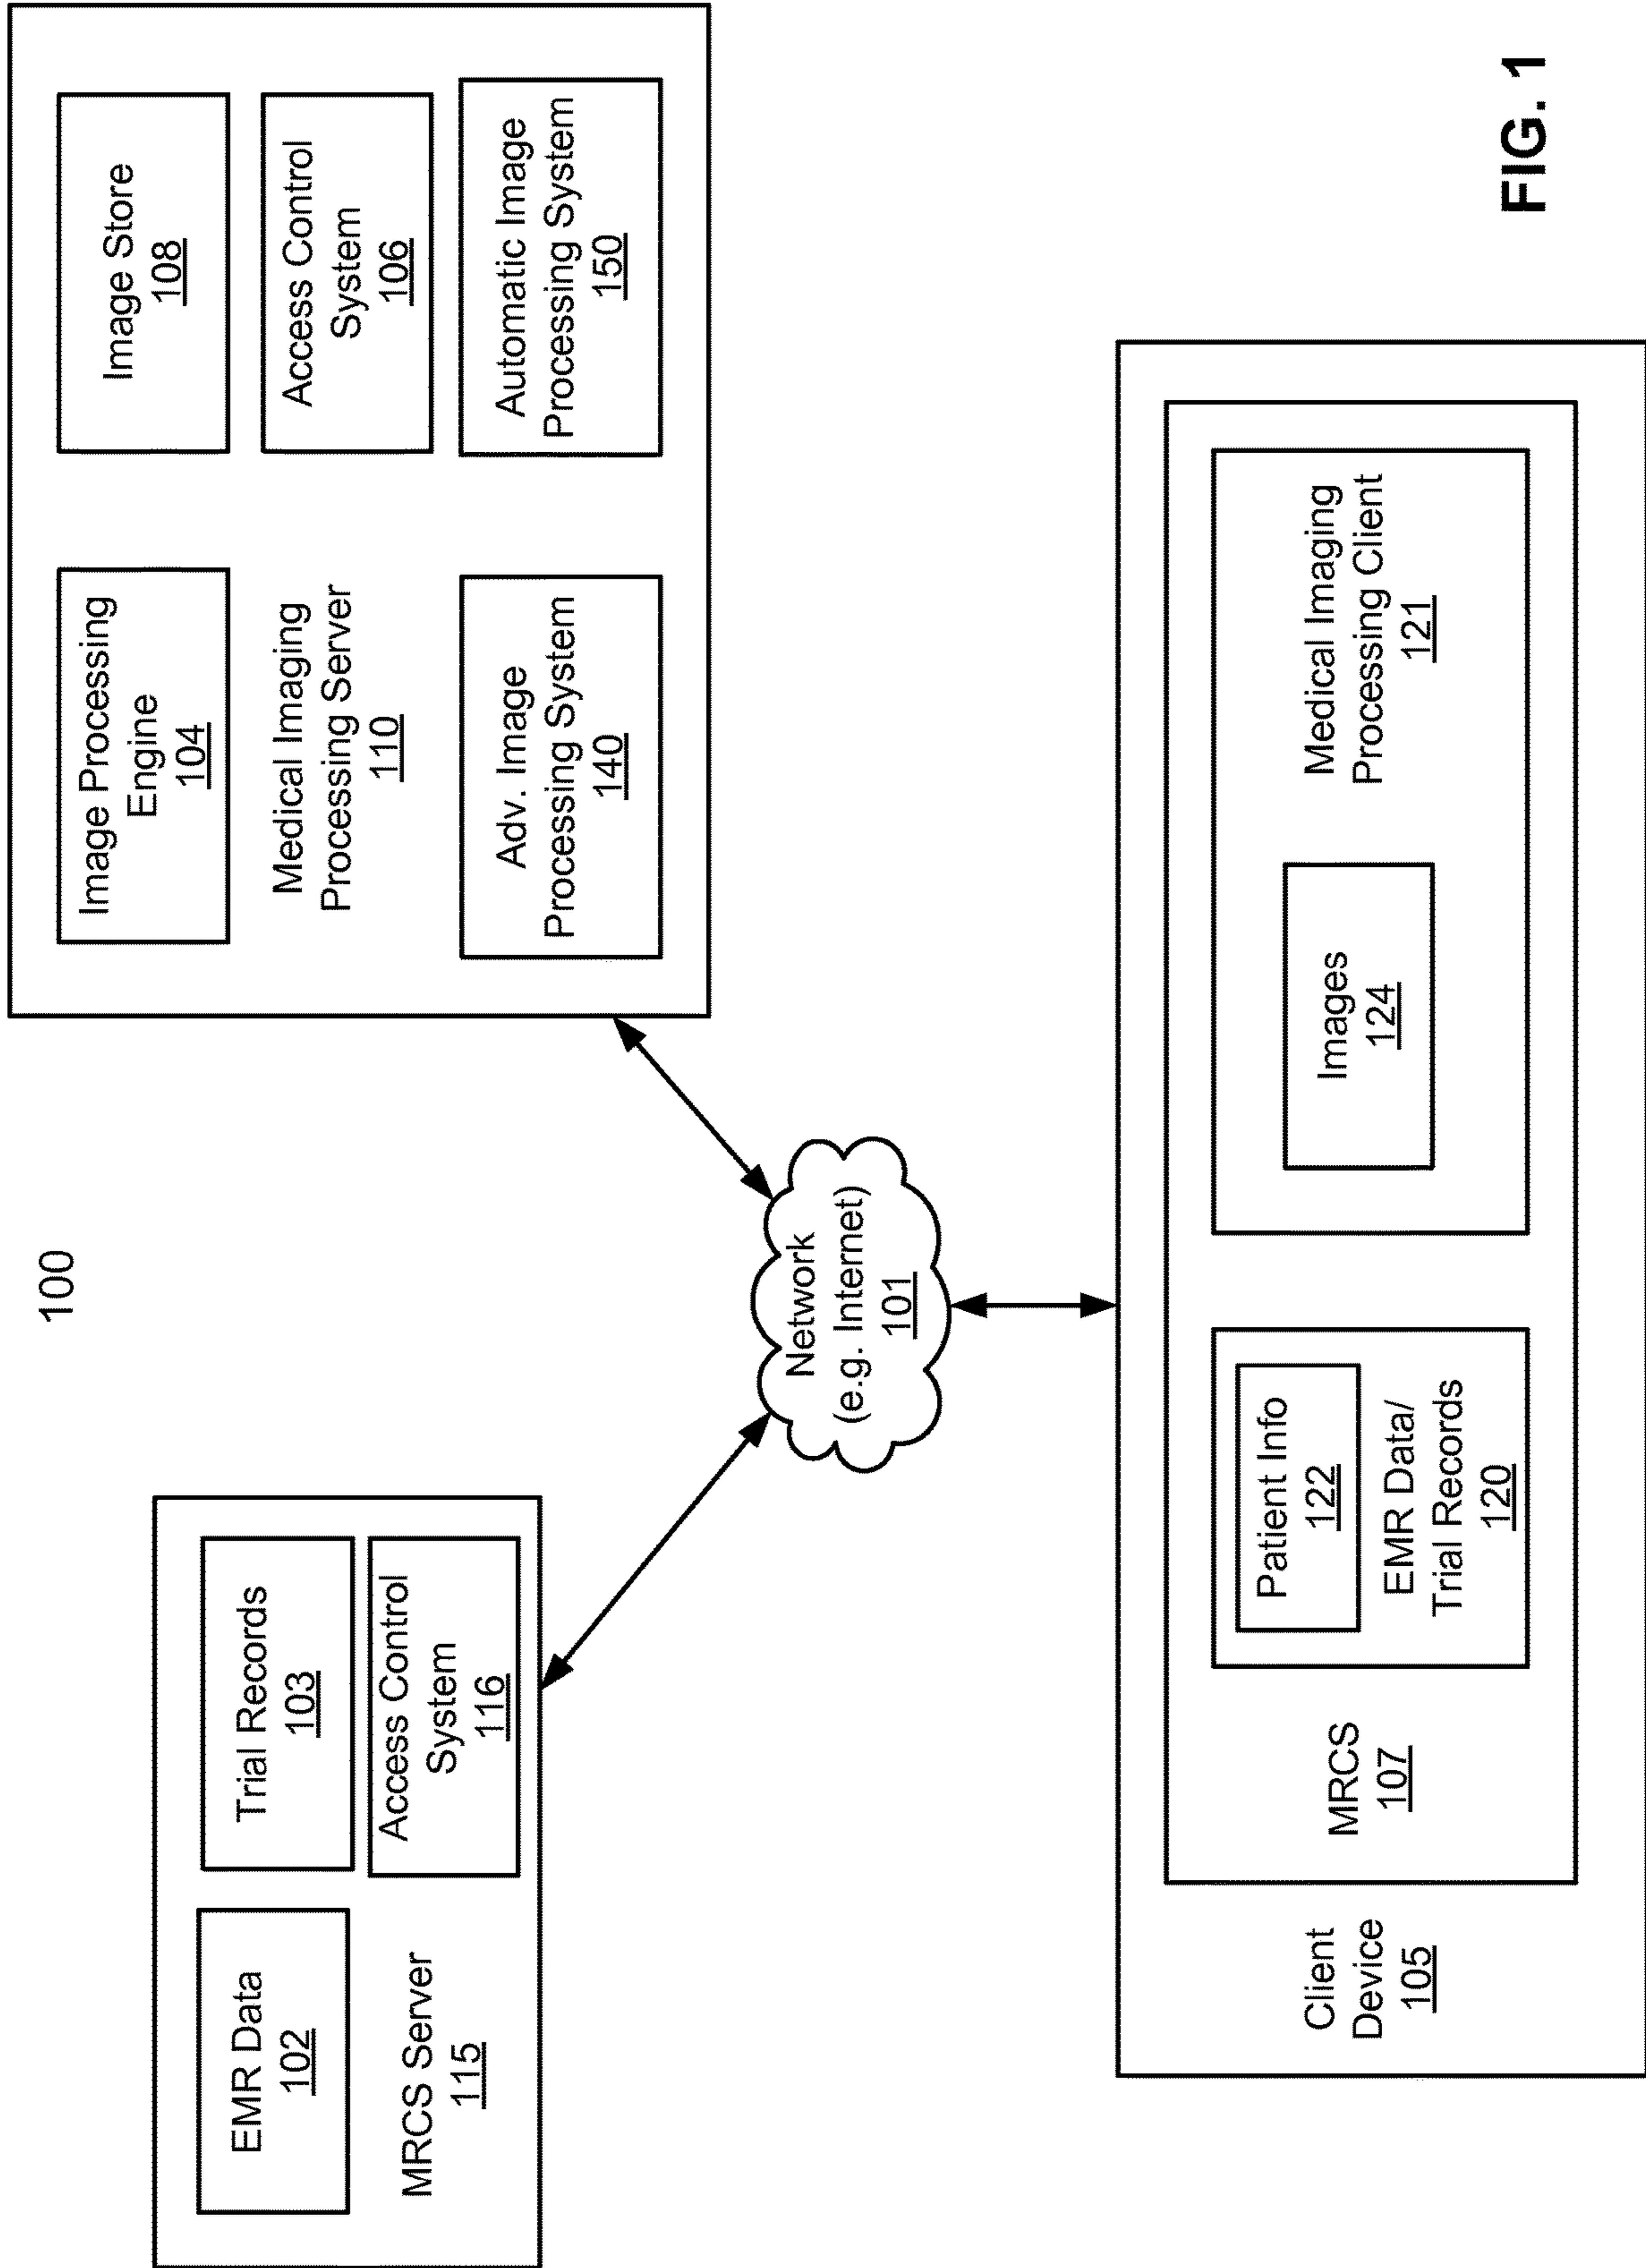 100
EMR Data
102
Trial Records
103
MRCS Server
115
Access Control
System
116
Image Processing
Engine
104
Image Store
108
Medical Imaging
Processing Server
110
Access Control
System
106
Adv. Image
Processing System
140
Automatic Image
Processing System
150
Network
(e.g. Internet)
101
Client
Device
105
MRCS
107
Patient Info
122
EMR Data/
Trial Records
120
Images
124
Medical Imaging
Processing Client
121
FIG. 1